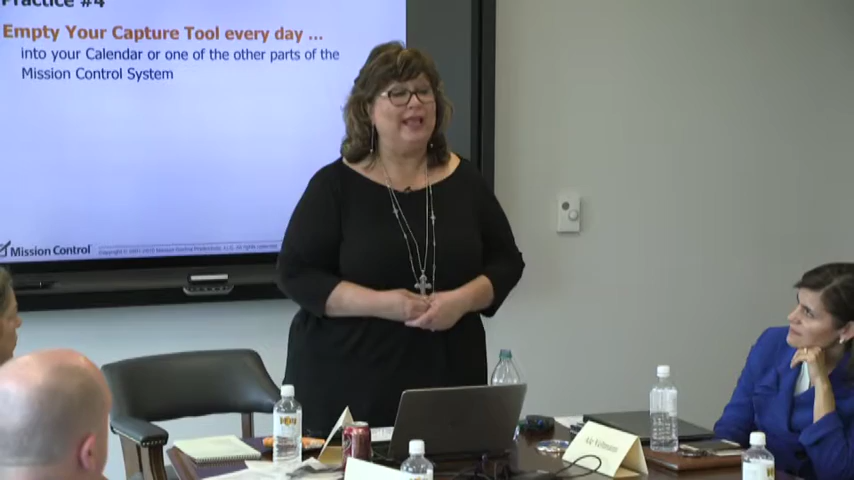 Practice #4
Empty Your Capture Tool every day ...
into your Calendar or one of the other parts of the
Mission Control System
Mission Control